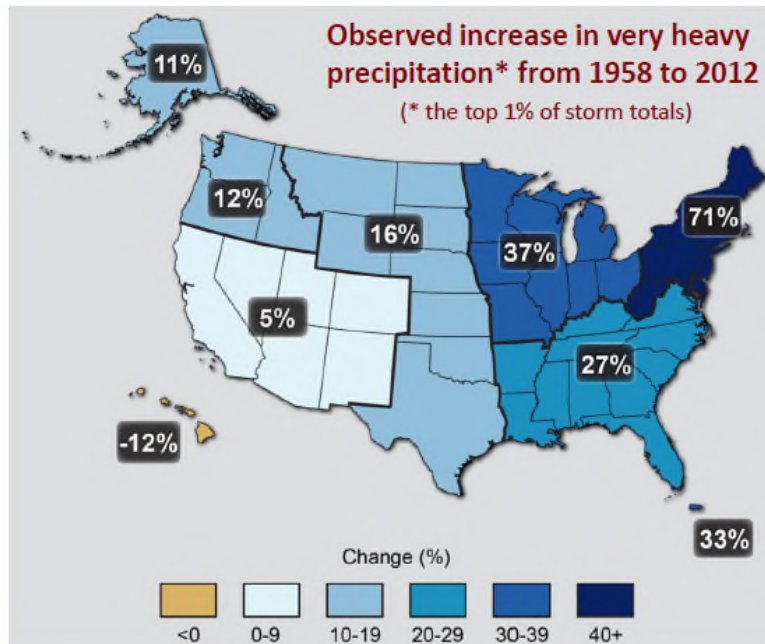 Observed increase in very heavy
precipitation* from 1958 to 2012
(* the top 1% of storm totals)
11%
12%
16%
37%
71%
5%
27%
-12%
33%
Change (%)
<0 0-9 10-19 20-29 30-39 40+